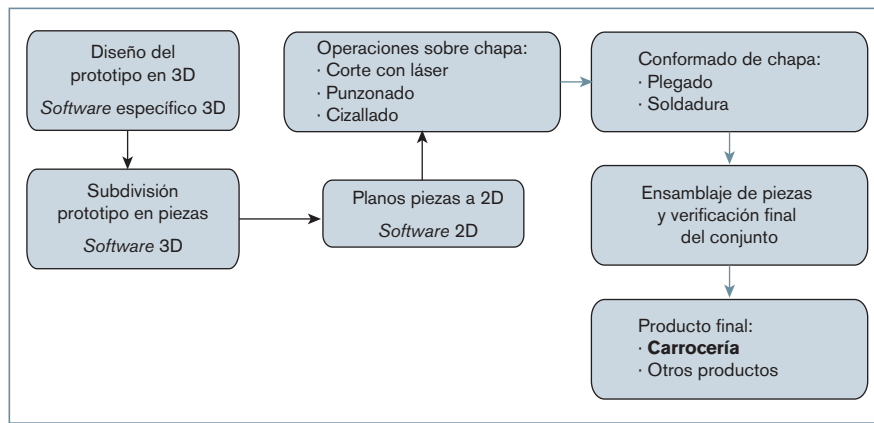 Diseño del
prototipo en 3D
Software específico 3D
Subdivisión
prototipo en piezas
Software 3D
Planos piezas a 2D
Software 2D
Operaciones sobre chapa:
· Corte con láser
· Punzonado
· Cizallado
Conformado de chapa:
· Plegado
· Soldadura
Ensamblaje de piezas
y verificación final
del conjunto
Producto final:
· Carrocería
· Otros productos